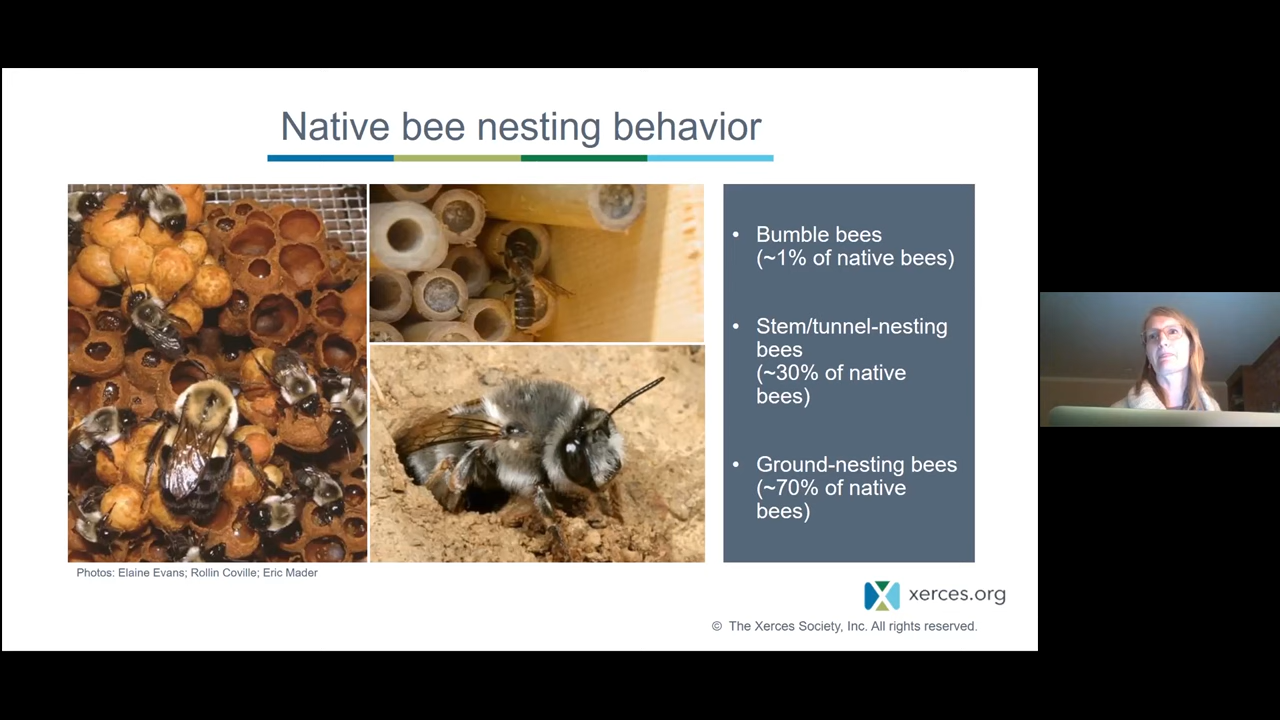 Native bee nesting behavior
• Bumble bees
(~1% of native bees)
• Stem/tunnel-nesting
bees
(~30% of native
bees)
• Ground-nesting bees
(~70% of native
bees)
Photos: Elaine Evans; Rollin Coville; Eric Mader
xerces.org
© The Xerces Society, Inc. All rights reserved.